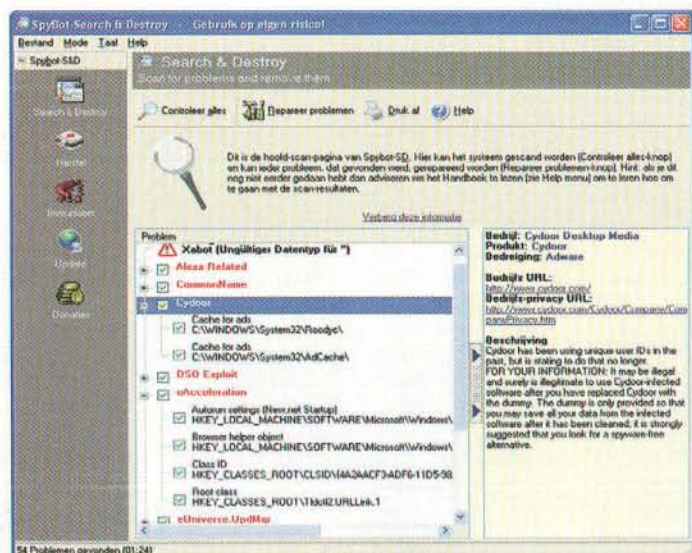 SpyBot-Search & Destroy - Gebruik op eigen risico!
Bestand Mode Taal Help
Spybot-S&D
Search & Destroy
Scan for problems and remove them
Search & Destroy
Herstel
Immunizeer
Update
Donaties
Controleer alles
Repareer problemen
Druk af
Help
Dit is de hoofd-scan-pagina van Spybot-SD. Hier kan het systeem gescand worden (Controleer alles-knop)
en kan ieder probleem, dat gevonden werd, gerepareerd worden (Repareer problemen-knop). Hint: als je dit
nog niet eerder gedaan hebt dan adviseren we het Handboek te lezen (zie Help menu) om te leren hoe om
te gaan met de scan-resultaten.
Verberg deze informatie
Problem
Xabot (Ungültiger Datentyp für '')
Alexa Related
CommonName
Cydoor
Cache for ads
C:\WINDOWS\System32\Roodyc\
Cache for ads
C:\WINDOWS\System32\AdCache\
DSO Exploit
eAcceleration
Autorun settings (New.net Startup)
HKEY_LOCAL_MACHINE\SOFTWARE\Microsoft\Windows\
Browser helper object
HKEY_LOCAL_MACHINE\SOFTWARE\Microsoft\Windows\
Class ID
HKEY_CLASSES_ROOT\CLSID\{4A2AACF3-ADF6-11D5-98
Root class
HKEY_CLASSES_ROOT\Tldctl2.URLLink.1
eUniverse.UpdMgr
Bedrijf: Cydoor Desktop Media
Produkt: Cydoor
Bedreiging: Adware
Bedrijfs URL:
http://www.cydoor.com/
Bedrijfs-privacy URL:
http://www.cydoor.com/Cydoor/Company/Com
panyPrivacy.htm
Beschrijving
Cydoor has been using unique user IDs in the
past, but is stating to do that no longer.
FOR YOUR INFORMATION: It may be illegal
and surely is illegitimate to use Cydoor-infected
software after you have replaced Cydoor with
the dummy. The dummy is only provided so that
you may save all your data from the infected
software after it has been cleaned; it is strongly
suggested that you look for a spyware-free
alternative.
54 Problemen gevonden (01:24)